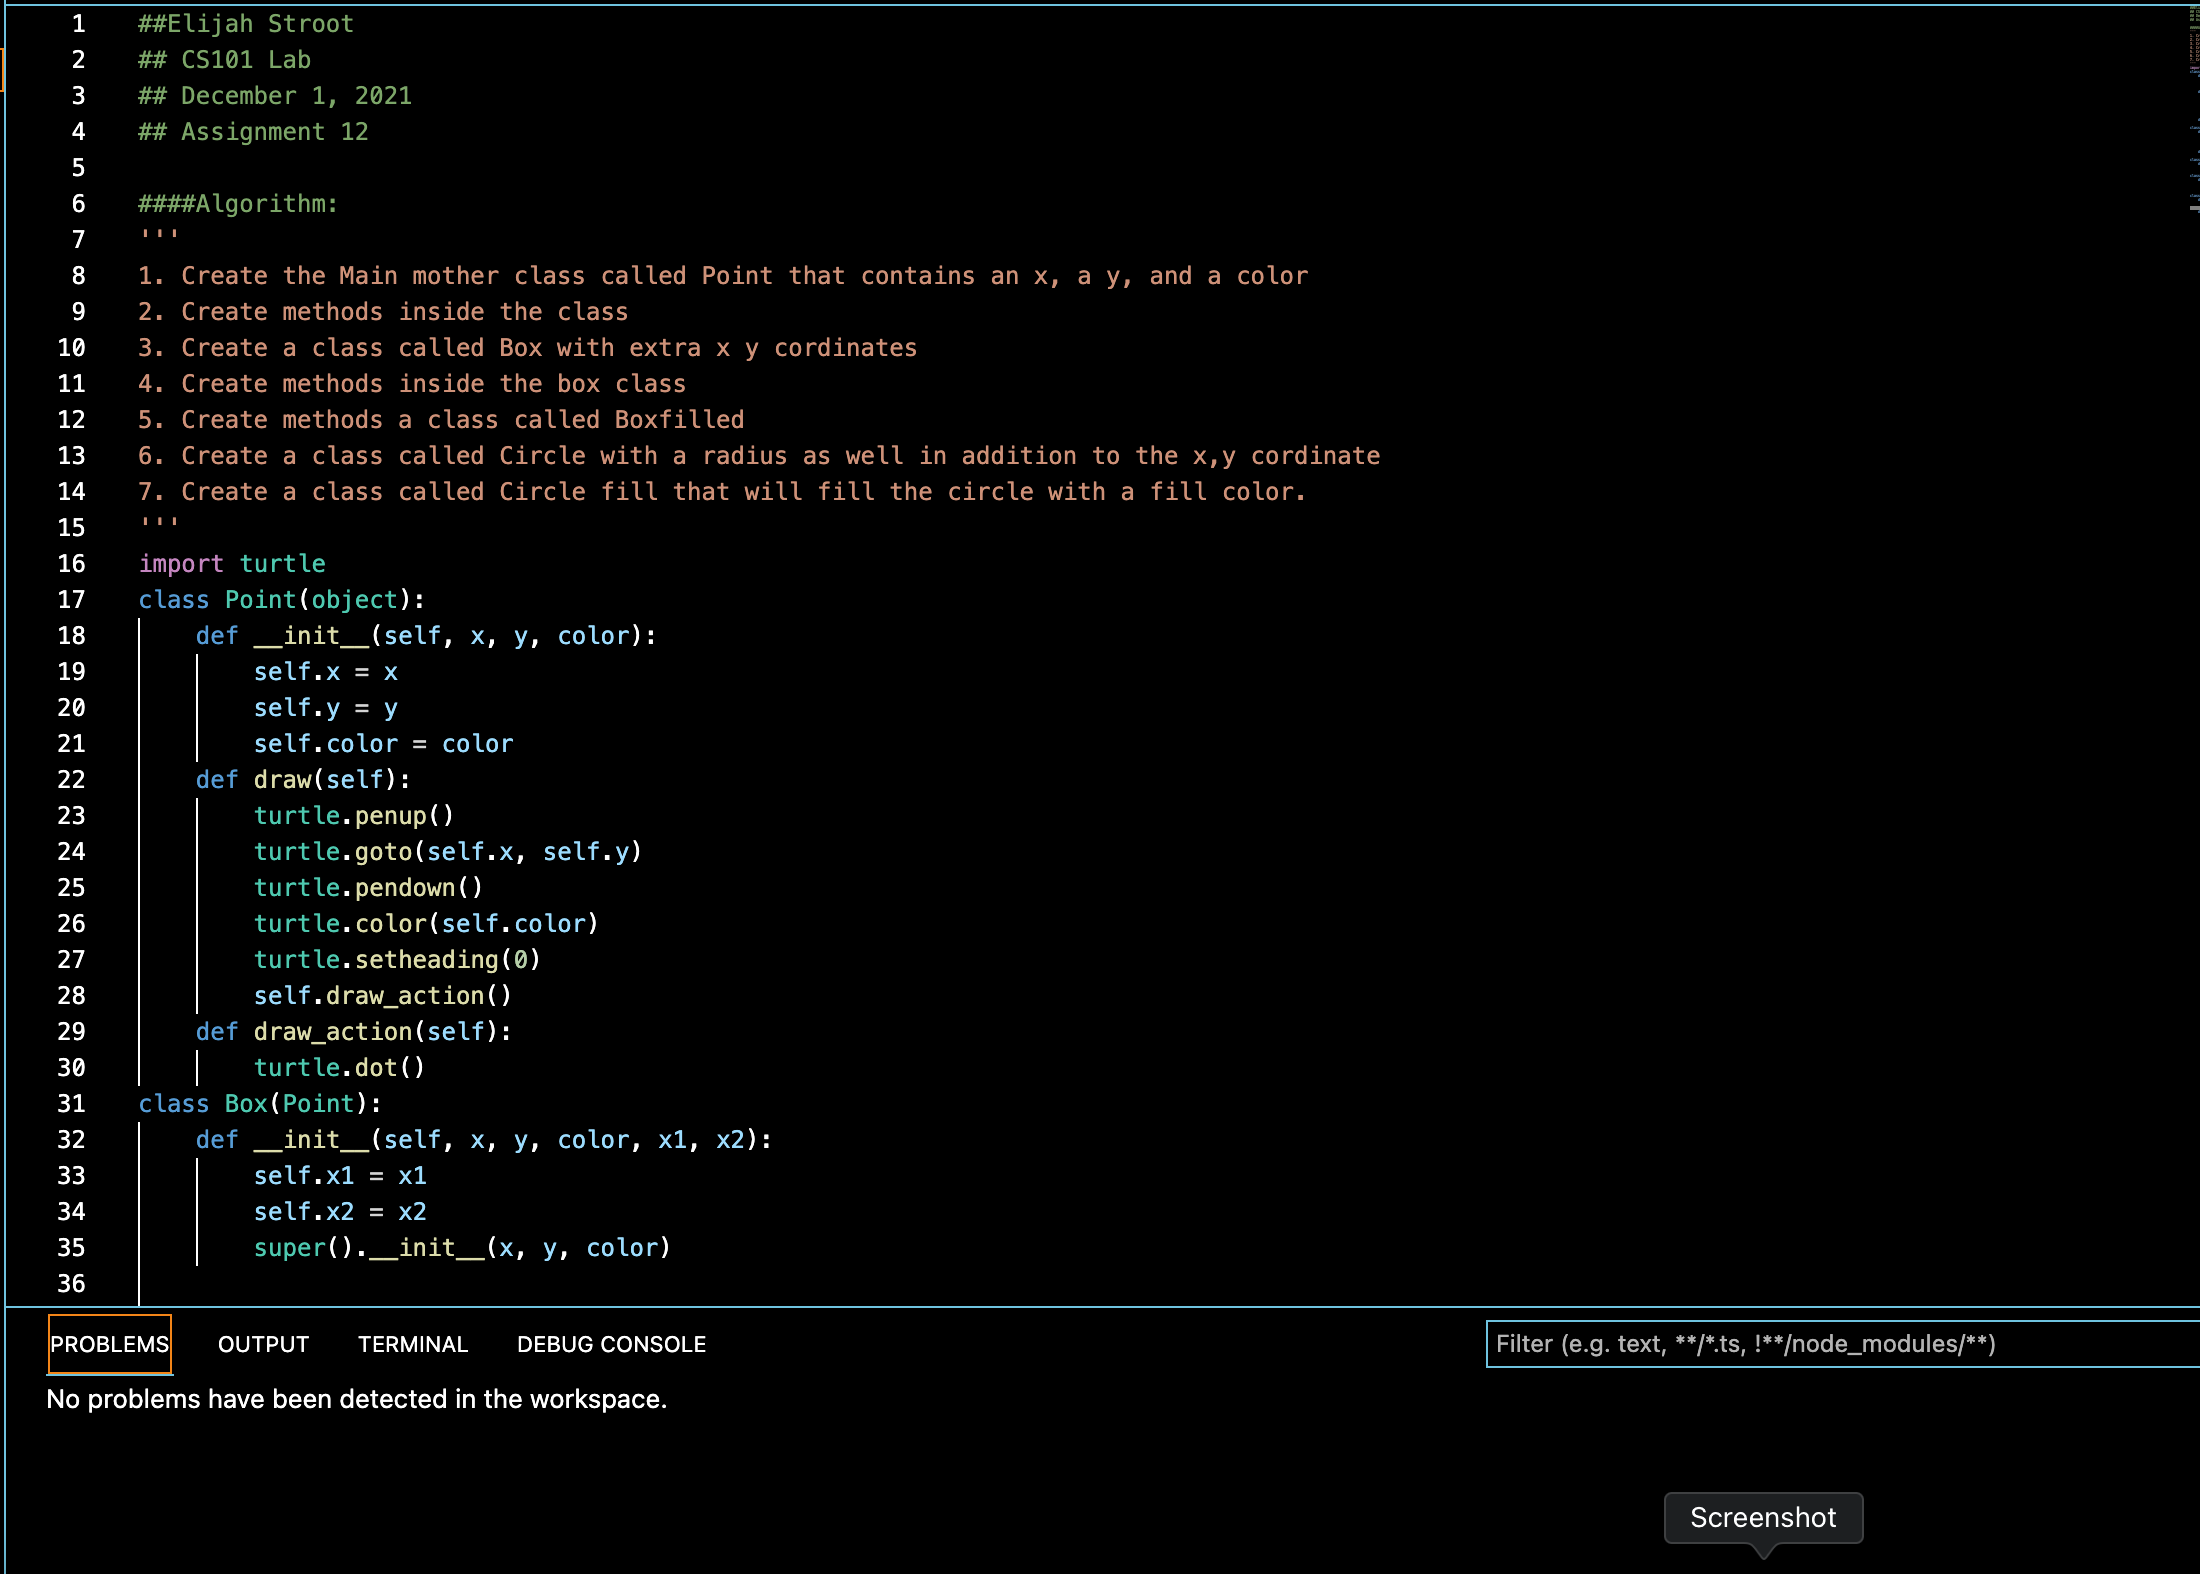 1 ##Elijah Stroot
2 ## CS101 Lab
3 ## December 1, 2021
4 ## Assignment 12
5
6 ####Algorithm:
7 '''
8 1. Create the Main mother class called Point that contains an x, a y, and a color
9 2. Create methods inside the class
10 3. Create a class called Box with extra x y cordinates
11 4. Create methods inside the box class
12 5. Create methods a class called Boxfilled
13 6. Create a class called Circle with a radius as well in addition to the x,y cordinate
14 7. Create a class called Circle fill that will fill the circle with a fill color.
15 '''
16 import turtle
17 class Point(object):
18     def __init__(self, x, y, color):
19         self.x = x
20         self.y = y
21         self.color = color
22     def draw(self):
23         turtle.penup()
24         turtle.goto(self.x, self.y)
25         turtle.pendown()
26         turtle.color(self.color)
27         turtle.setheading(0)
28         self.draw_action()
29     def draw_action(self):
30         turtle.dot()
31 class Box(Point):
32     def __init__(self, x, y, color, x1, x2):
33         self.x1 = x1
34         self.x2 = x2
35         super().__init__(x, y, color)
36
PROBLEMS OUTPUT TERMINAL DEBUG CONSOLE Filter (e.g. text, **/*.ts, !**/node_modules/**)
No problems have been detected in the workspace.
Screenshot